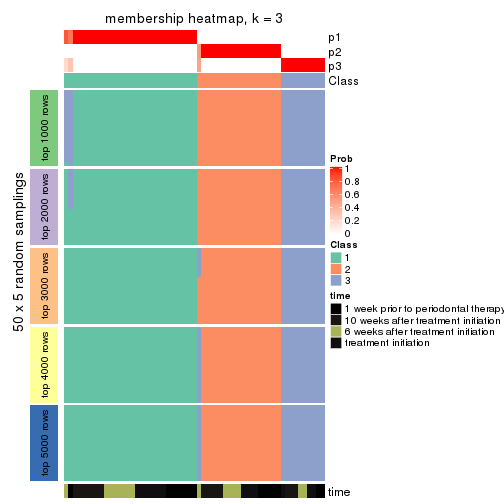 membership heatmap, k = 3
p1
p2
p3
Class
50 x 5 random samplings
top 1000 rows
top 2000 rows
top 3000 rows
top 4000 rows
top 5000 rows
Prob
1
0.8
0.6
0.4
0.2
0
Class
1
2
3
time
1 week prior to periodontal therapy
10 weeks after treatment initiation
6 weeks after treatment initiation
treatment initiation
time